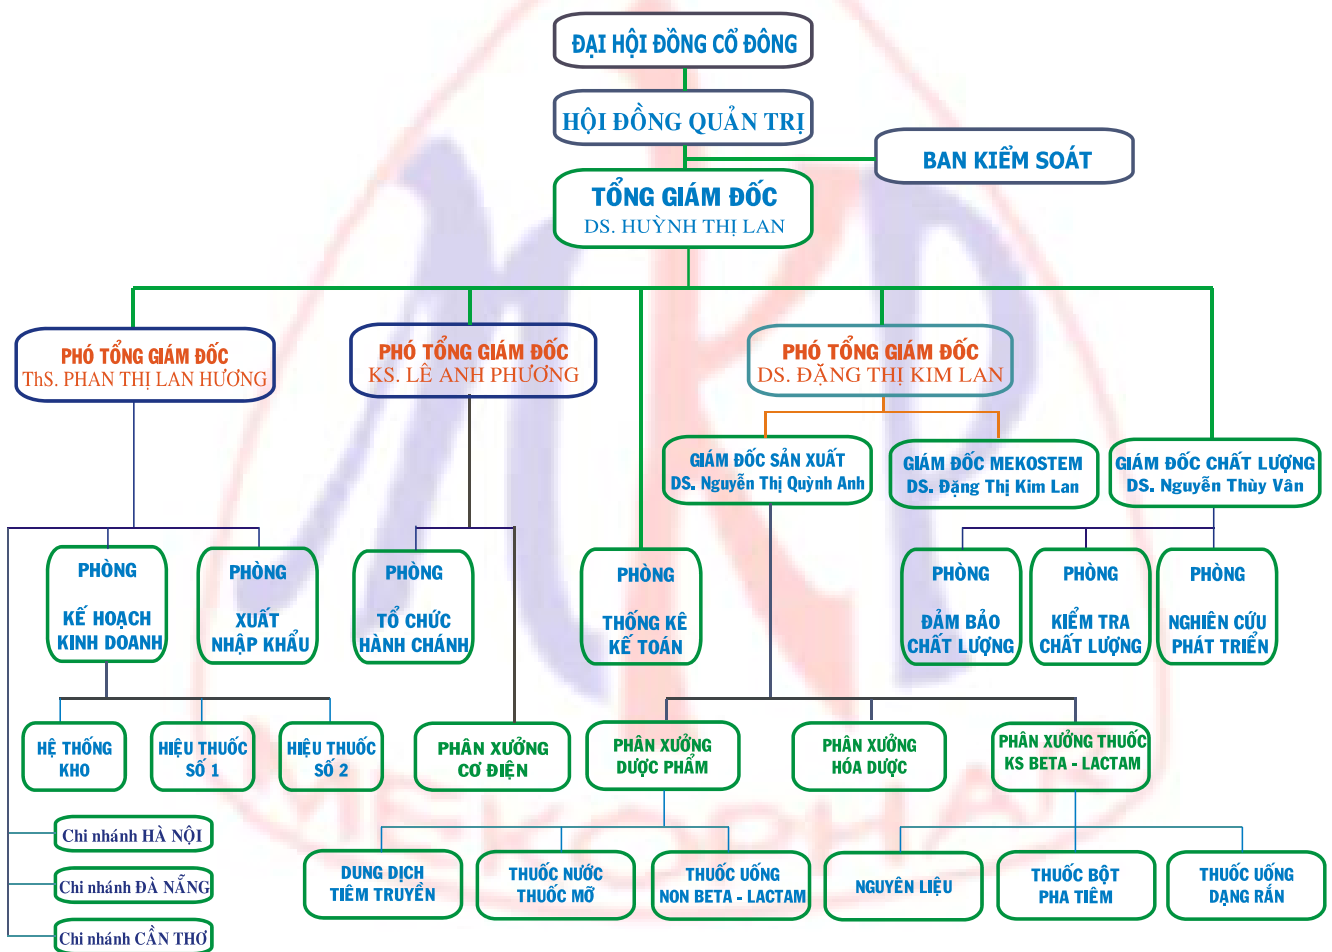 ĐẠI HỘI ĐỒNG CỔ ĐÔNG
HỘI ĐỒNG QUẢN TRỊ
BAN KIỂM SOÁT
TỔNG GIÁM ĐỐC
DS. HUỲNH THỊ LAN
PHÓ TỔNG GIÁM ĐỐC
ThS. PHAN THỊ LAN HƯƠNG
PHÓ TỔNG GIÁM ĐỐC
KS. LÊ ANH PHƯƠNG
PHÓ TỔNG GIÁM ĐỐC
DS. ĐẶNG THỊ KIM LAN
GIÁM ĐỐC SẢN XUẤT
DS. Nguyễn Thị Quỳnh Anh
GIÁM ĐỐC MEKOSTEM
DS. Đặng Thị Kim Lan
GIÁM ĐỐC CHẤT LƯỢNG
DS. Nguyễn Thùy Vân
PHÒNG
KẾ HOẠCH
KINH DOANH
PHÒNG
XUẤT
NHẬP KHẨU
PHÒNG
TỔ CHỨC
HÀNH CHÁNH
PHÒNG
THỐNG KÊ
KẾ TOÁN
PHÒNG
ĐẢM BẢO
CHẤT LƯỢNG
PHÒNG
KIỂM TRA
CHẤT LƯỢNG
PHÒNG
NGHIÊN CỨU
PHÁT TRIỂN
HỆ THỐNG
KHO
HIỆU THUỐC
SỐ 1
HIỆU THUỐC
SỐ 2
PHÂN XƯỞNG
CƠ ĐIỆN
PHÂN XƯỞNG
DƯỢC PHẨM
PHÂN XƯỞNG
HÓA DƯỢC
PHÂN XƯỞNG THUỐC
KS BETA - LACTAM
Chi nhánh HÀ NỘI
Chi nhánh ĐÀ NẴNG
Chi nhánh CẦN THƠ
DUNG DỊCH
TIÊM TRUYỀN
THUỐC NƯỚC
THUỐC MỠ
THUỐC UỐNG
NON BETA - LACTAM
NGUYÊN LIỆU
THUỐC BỘT
PHA TIÊM
THUỐC UỐNG
DẠNG RẮN
MKP
MEKOPHAR